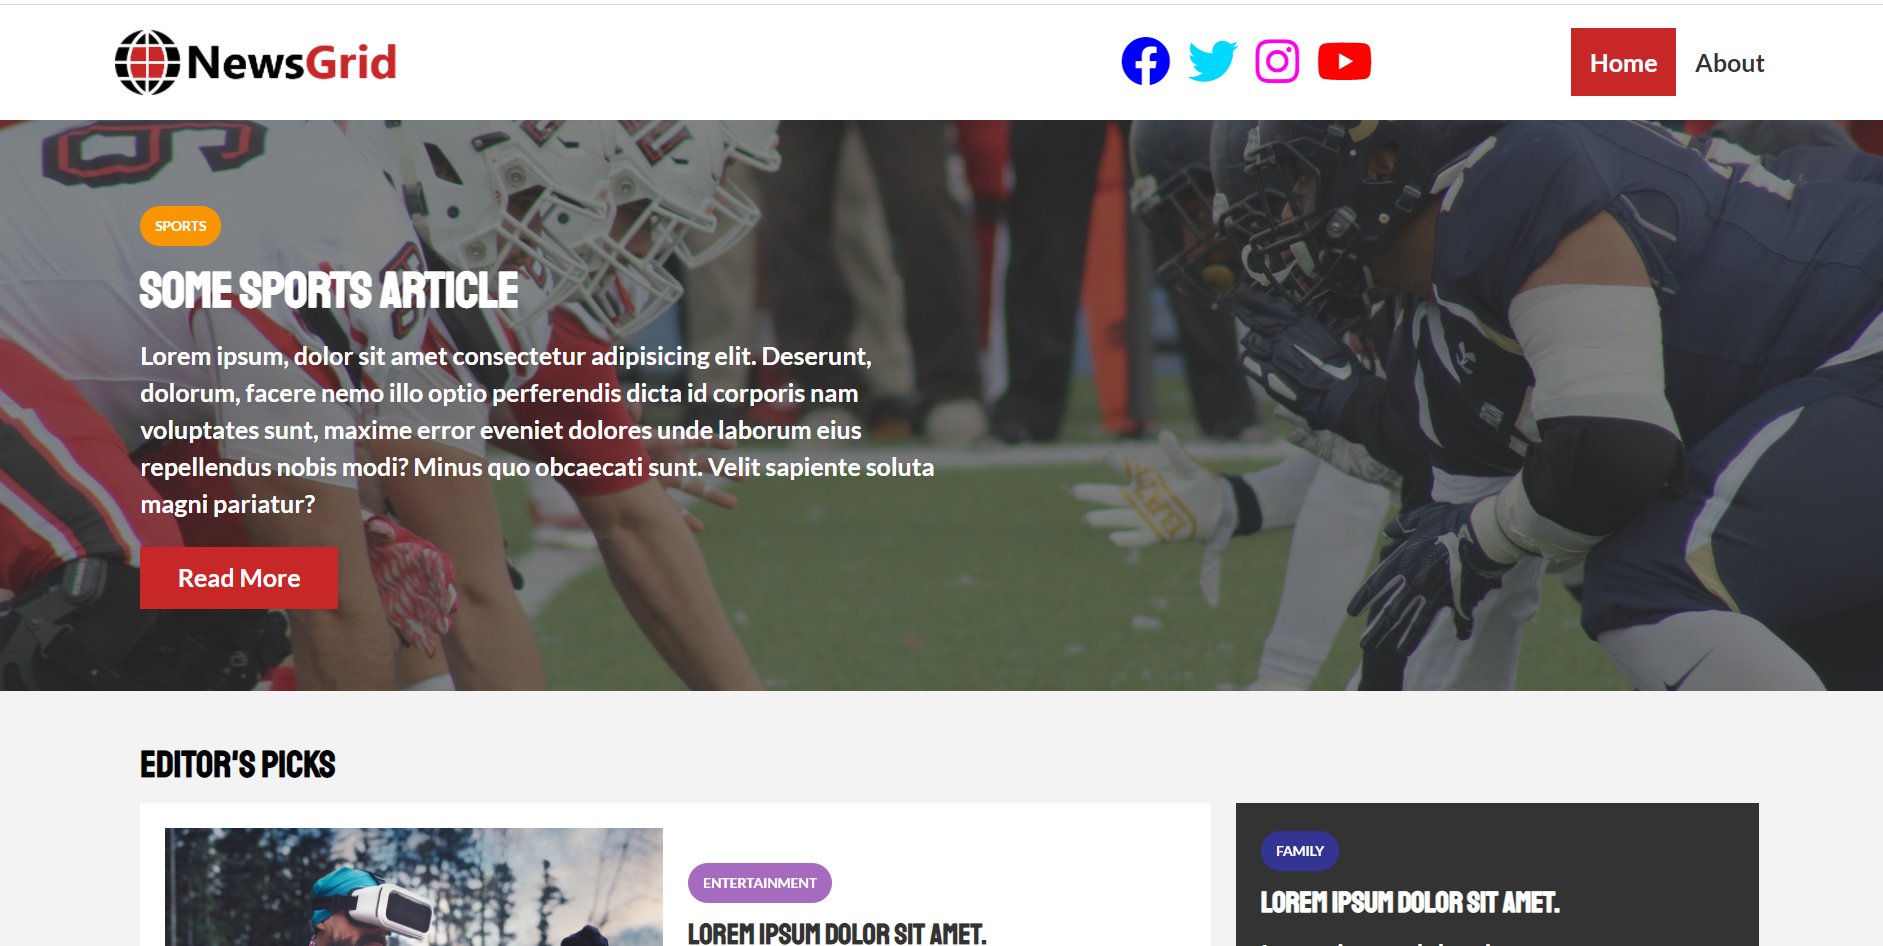 NewsGrid
Home
About
SPORTS
SOME SPORTS ARTICLE
Lorem ipsum, dolor sit amet consectetur adipisicing elit. Deserunt,
dolorum, facere nemo illo optio perferendis dicta id corporis nam
voluptates sunt, maxime error eveniet dolores unde laborum eius
repellendus nobis modi? Minus quo obcaecati sunt. Velit sapiente soluta
magni pariatur?
Read More
EDITOR'S PICKS
ENTERTAINMENT
LOREM IPSUM DOLOR SIT AMET.
FAMILY
LOREM IPSUM DOLOR SIT AMET.